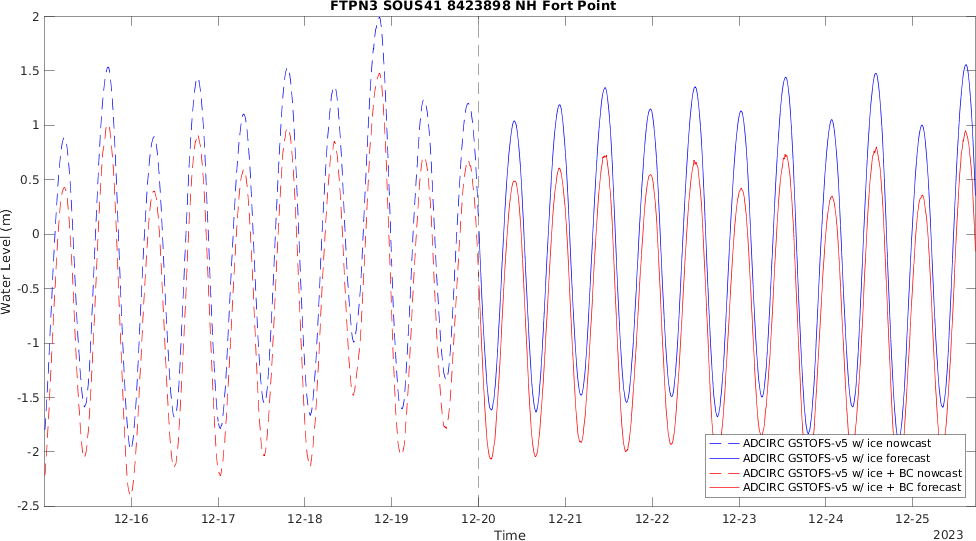 FTPN3 SOUS41 8423898 NH Fort Point
2
1.5
1
0.5
0
-0.5
-1
-1.5
-2
-2.5
Water Level (m)
12-16 12-17 12-18 12-19 12-20 12-21 12-22 12-23 12-24 12-25
Time
2023
ADCIRC GSTOFS-v5 w/ ice nowcast
ADCIRC GSTOFS-v5 w/ ice forecast
ADCIRC GSTOFS-v5 w/ ice + BC nowcast
ADCIRC GSTOFS-v5 w/ ice + BC forecast